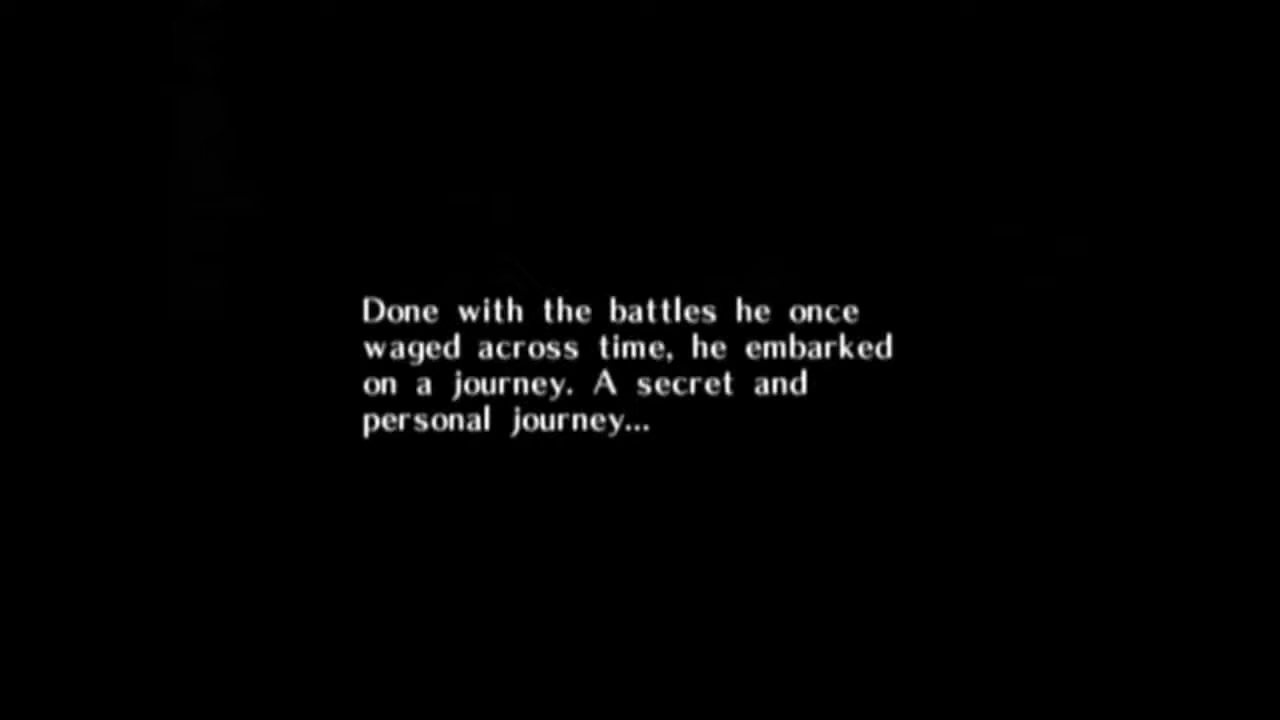 Done with the battles he once
waged across time, he embarked
on a journey. A secret and
personal journey...